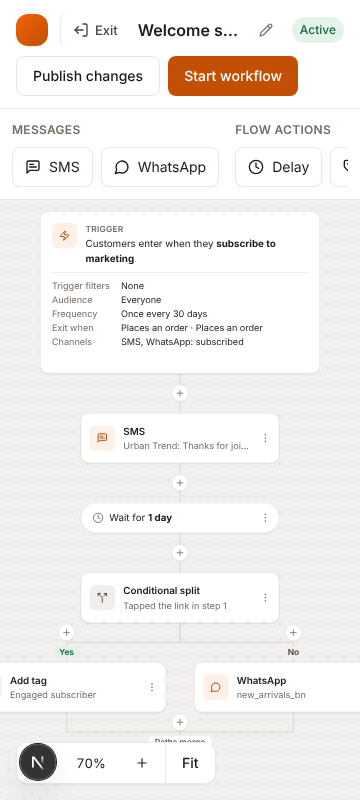 Exit
Welcome s...
Active
Publish changes
Start workflow
MESSAGES
FLOW ACTIONS
SMS
WhatsApp
Delay
TRIGGER
Customers enter when they subscribe to
marketing
Trigger filters None
Audience Everyone
Frequency Once every 30 days
Exit when Places an order · Places an order
Channels SMS, WhatsApp: subscribed
SMS
Urban Trend: Thanks for joi...
Wait for 1 day
Conditional split
Tapped the link in step 1
Yes
No
Add tag
Engaged subscriber
WhatsApp
new_arrivals_bn
Paths merge
N
70%
+
Fit